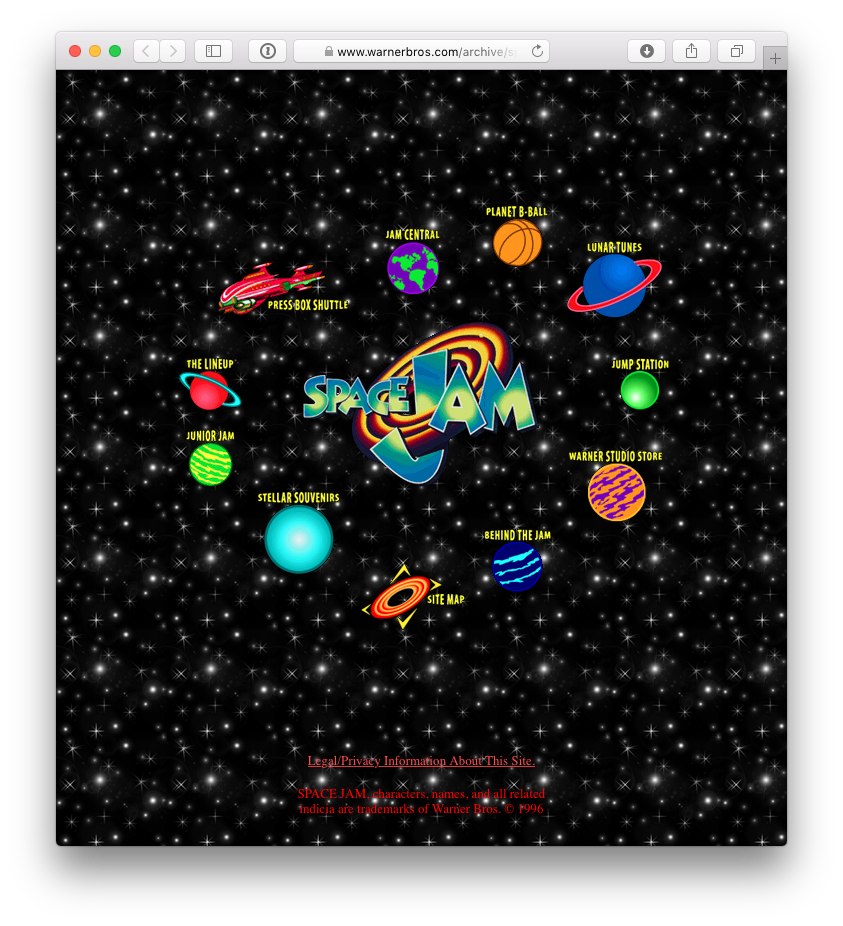 www.warnerbros.com/archive/s
PLANET B-BALL
JAM CENTRAL
LUNAR TUNES
PRESS BOX SHUTTLE
THE LINEUP
SPACE JAM
JUMP STATION
JUNIOR JAM
WARNER STUDIO STORE
STELLAR SOUVENIRS
BEHIND THE JAM
SITE MAP
Legal/Privacy Information About This Site.
SPACE JAM, characters, names, and all related
indicia are trademarks of Warner Bros. © 1996